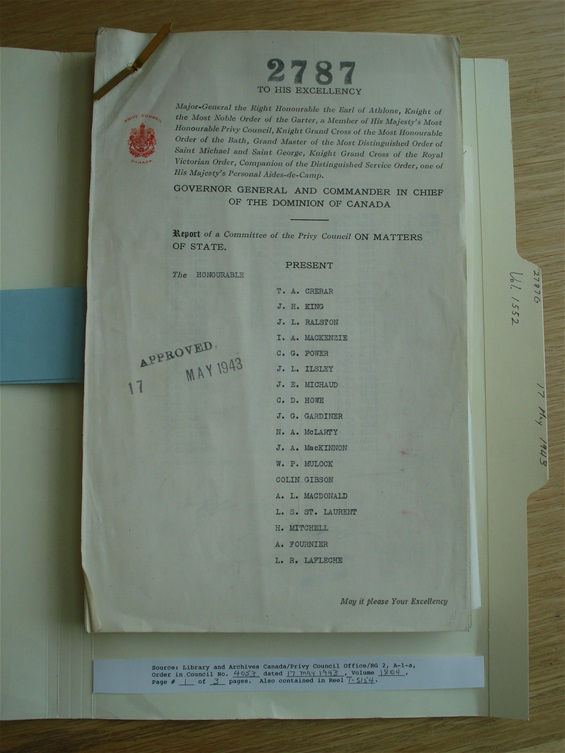 2787
TO HIS EXCELLENCY
Major-General the Right Honourable the Earl of Athlone, Knight of
the Most Noble Order of the Garter, a Member of His Majesty's Most
Honourable Privy Council, Knight Grand Cross of the Most Honourable
Order of the Bath, Grand Master of the Most Distinguished Order of
Saint Michael and Saint George, Knight Grand Cross of the Royal
Victorian Order, Companion of the Distinguished Service Order, one of
His Majesty's Personal Aides-de-Camp.
PRIVY COUNCIL
CANADA
GOVERNOR GENERAL AND COMMANDER IN CHIEF
OF THE DOMINION OF CANADA
Report of a Committee of the Privy Council ON MATTERS
OF STATE.
PRESENT
The HONOURABLE
T. A. CRERAR
J. H. KING
J. L. RALSTON
I. A. MACKENZIE
C. G. POWER
J. L. ILSLEY
J. E. MICHAUD
C. D. HOWE
J. G. GARDINER
N. A. McLARTY
J. A. MacKINNON
W. P. MULOCK
COLIN GIBSON
A. L. MACDONALD
L. S. ST. LAURENT
H. MITCHELL
A. FOURNIER
L. R. LAFLECHE
APPROVED.
17 MAY 1943
May it please Your Excellency
2787G
Vol. 1552
17 May 1943
Source: Library and Archives Canada/Privy Council Office/RG 2, A-1-a,
Order in Council No. 4053 dated 17 MAY 1943, Volume 1804,
Page # 1 of 3 pages. Also contained in Reel T-5154.